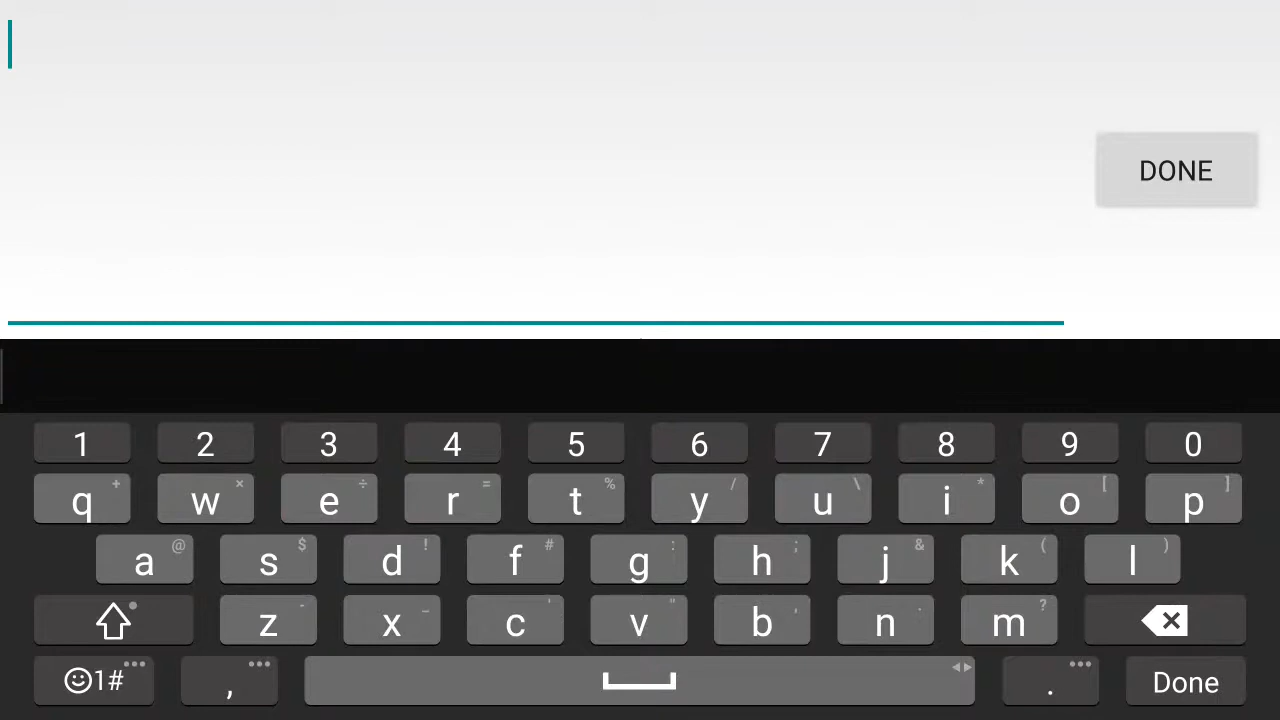 DONE
1 2 3 4 5 6 7 8 9 0
q + w × e ÷ r = t % y / u \ i * o [ p ]
a @ s $ d ! f # g : h ; j & k ( l )
z - x _ c ' v " b , n . m ?
1# , . Done